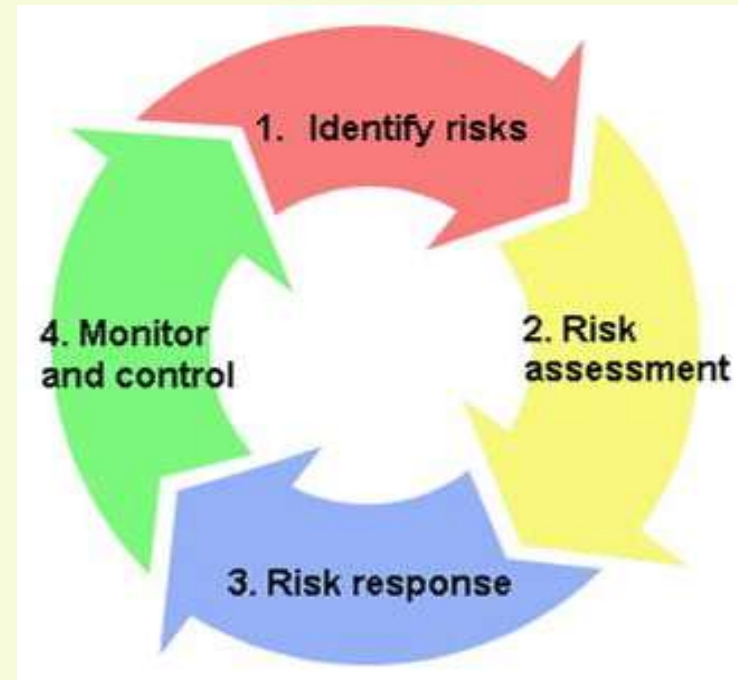 1. Identify risks
2. Risk
assessment
3. Risk response
4. Monitor
and control